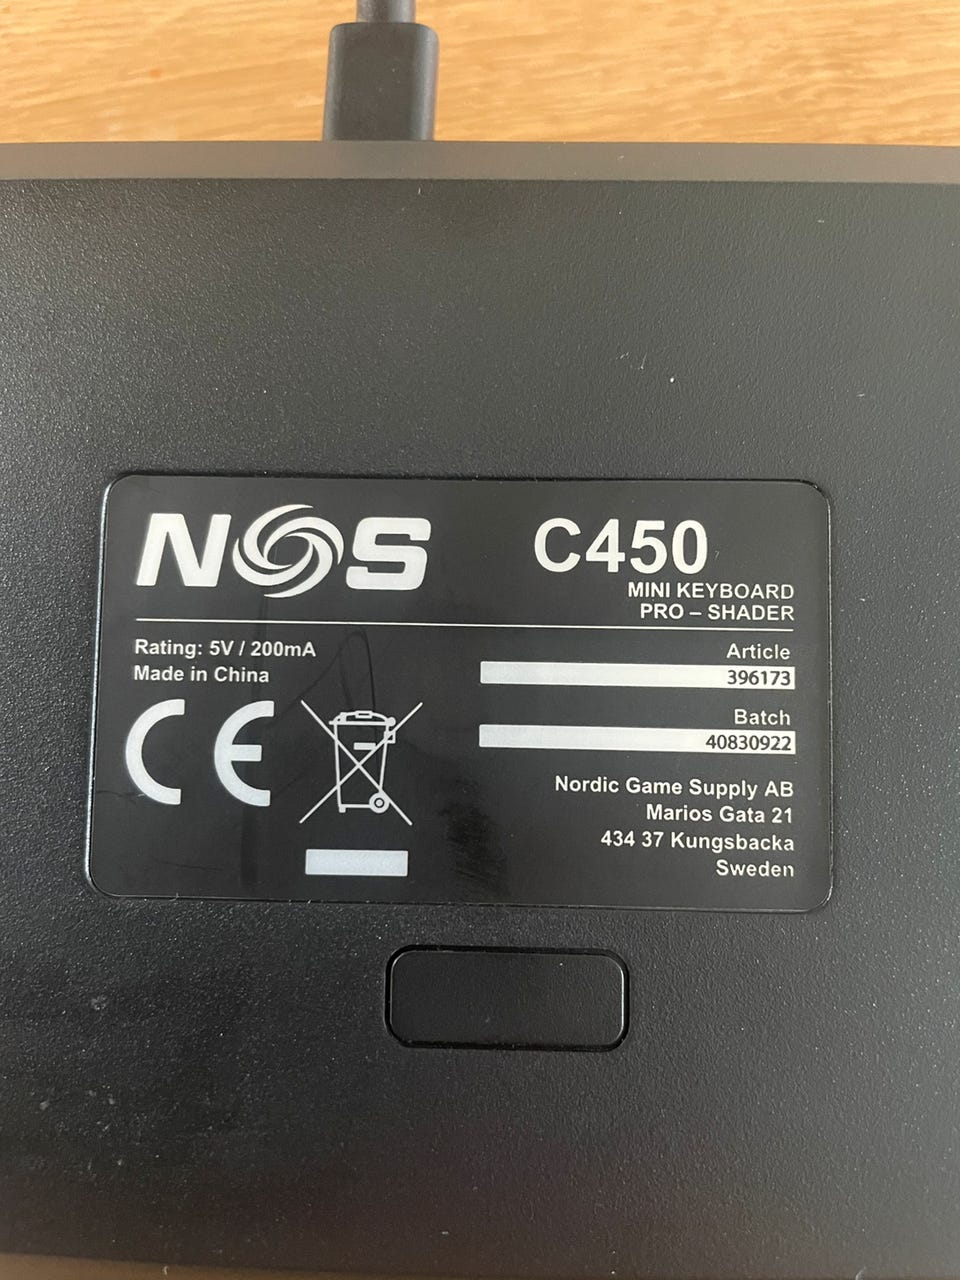 NOS
C450
MINI KEYBOARD
PRO – SHADER
Rating: 5V / 200mA
Made in China
CE
Article
396173
Batch
40830922
Nordic Game Supply AB
Marios Gata 21
434 37 Kungsbacka
Sweden